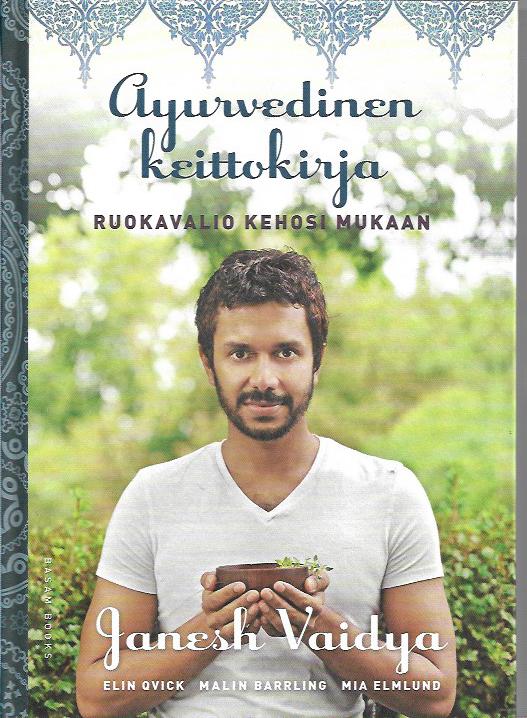 Ayurvedinen
keittokirja
RUOKAVALIO KEHOSI MUKAAN
BASAM BOOKS
Janesh Vaidya
ELIN QVICK MALIN BARRLING MIA ELMLUND